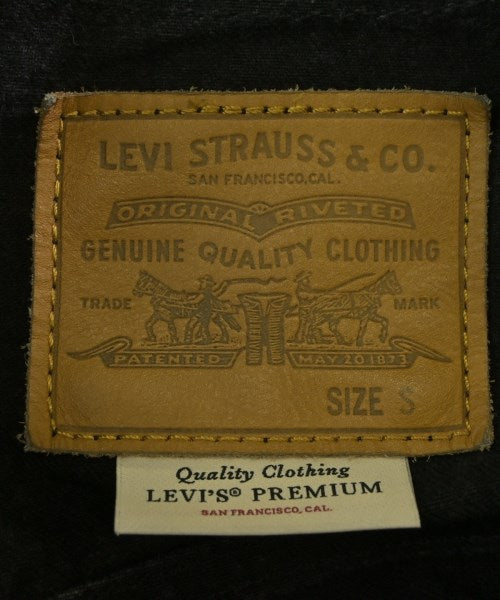 LEVI STRAUSS & CO.
SAN FRANCISCO, CAL.
ORIGINAL RIVETED
GENUINE QUALITY CLOTHING
TRADE MARK
PATENTED MAY 20 1873
SIZE S
Quality Clothing
LEVI'S® PREMIUM
SAN FRANCISCO, CAL.